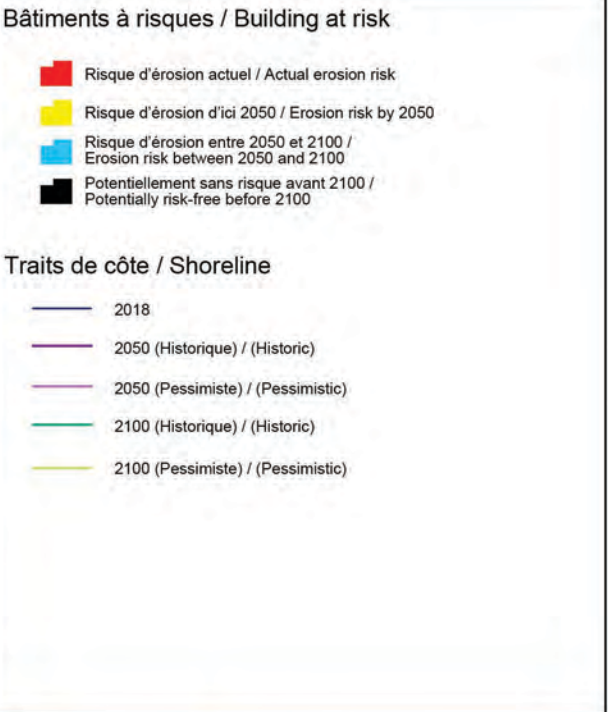 Bâtiments à risques / Building at risk
Risque d'érosion actuel / Actual erosion risk
Risque d'érosion d'ici 2050 / Erosion risk by 2050
Risque d'érosion entre 2050 et 2100 /
Erosion risk between 2050 and 2100
Potentiellement sans risque avant 2100 /
Potentially risk-free before 2100
Traits de côte / Shoreline
2018
2050 (Historique) / (Historic)
2050 (Pessimiste) / (Pessimistic)
2100 (Historique) / (Historic)
2100 (Pessimiste) / (Pessimistic)